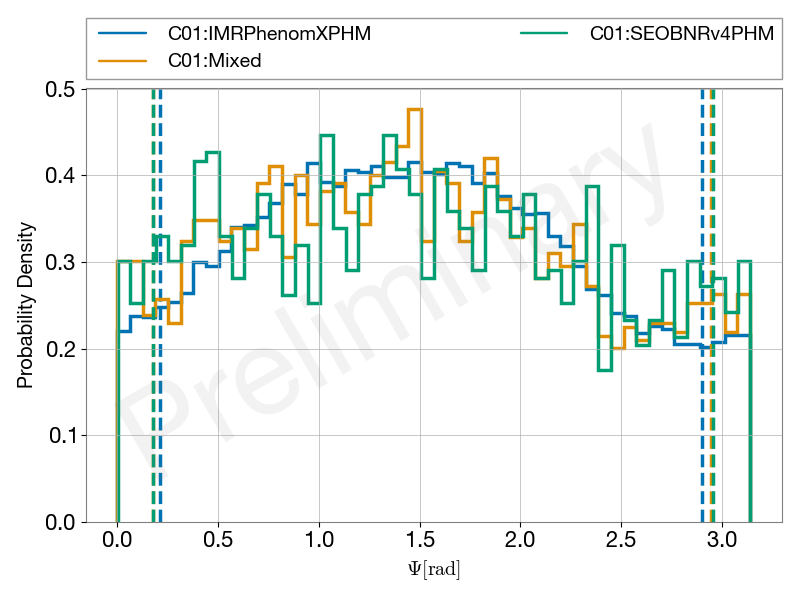 C01:IMRPhenomXPHM
C01:Mixed
C01:SEOBNRv4PHM
0.5
0.4
0.3
0.2
0.1
0.0
Probability Density
Preliminary
0.0 0.5 1.0 1.5 2.0 2.5 3.0
Ψ[rad]